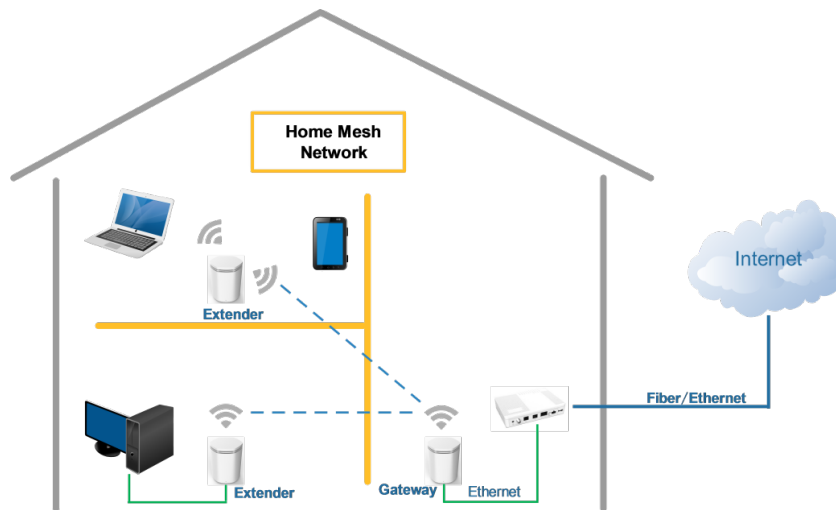 Home Mesh
Network
Internet
Extender
Fiber/Ethernet
Extender
Gateway
Ethernet